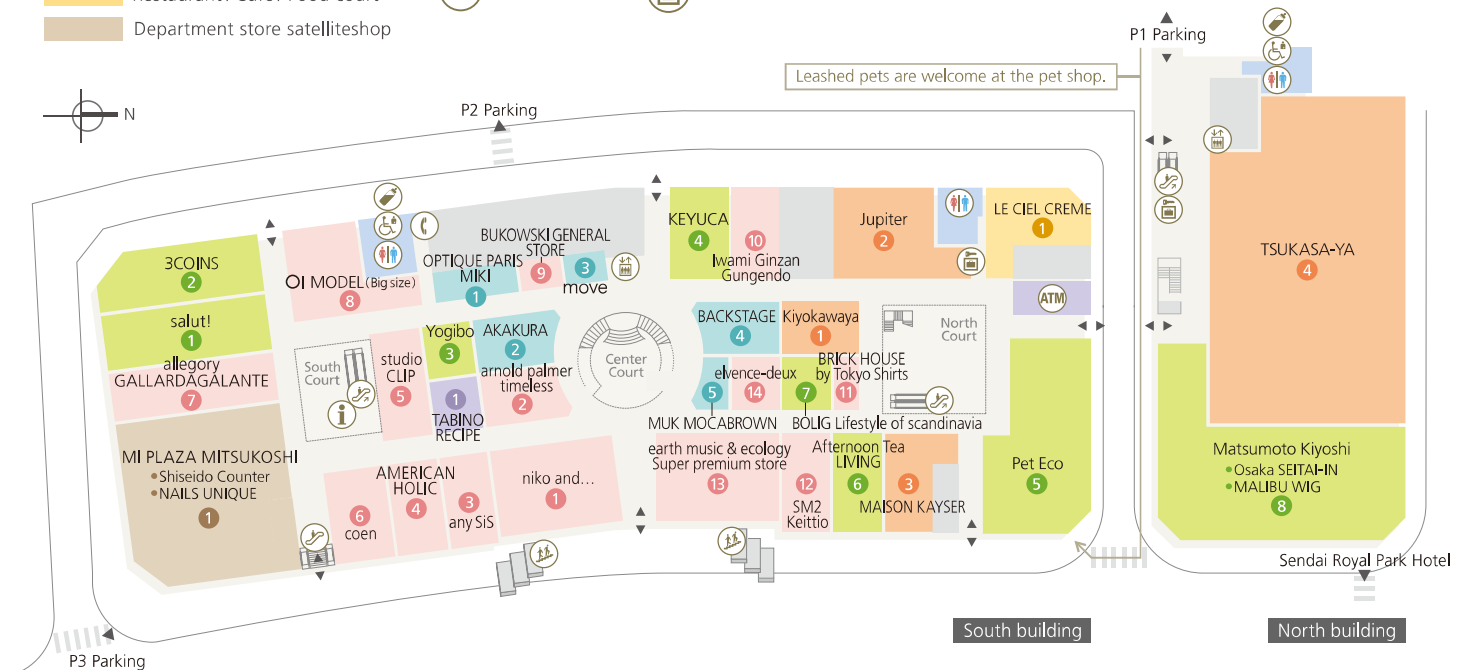 Restaurant / Café / Food court
Department store satelliteshop
N
P2 Parking
P1 Parking
Leashed pets are welcome at the pet shop.
3COINS
2
salut!
1
allegory
GALLARDAGALANTE
7
MI PLAZA MITSUKOSHI
Shiseido Counter
NAILS UNIQUE
1
OI MODEL (Big size)
8
OPTIQUE PARIS
MIKI
1
BUKOWSKI GENERAL
STORE
9
3
move
South
Court
i
studio
CLIP
5
Yogibo
3
AKAKURA
2
1
TABINO
RECIPE
arnold palmer
timeless
2
Center
Court
6
coen
AMERICAN
HOLIC
4
3
any SiS
niko and...
1
KEYUCA
4
10
Iwami Ginzan
Gungendo
Jupiter
2
LE CIEL CREME
1
ATM
BACKSTAGE
4
Kiyokawaya
1
North
Court
5
MUK MOCABROWN
elvence-deux
14
7
BOLIG Lifestyle of scandinavia
BRICK HOUSE
by Tokyo Shirts
11
earth music & ecology
Super premium store
13
12
SM2
Keittio
Afternoon Tea
LIVING
6
3
MAISON KAYSER
Pet Eco
5
TSUKASA-YA
4
Matsumoto Kiyoshi
Osaka SEITAI-IN
MALIBU WIG
8
Sendai Royal Park Hotel
South building
North building
P3 Parking